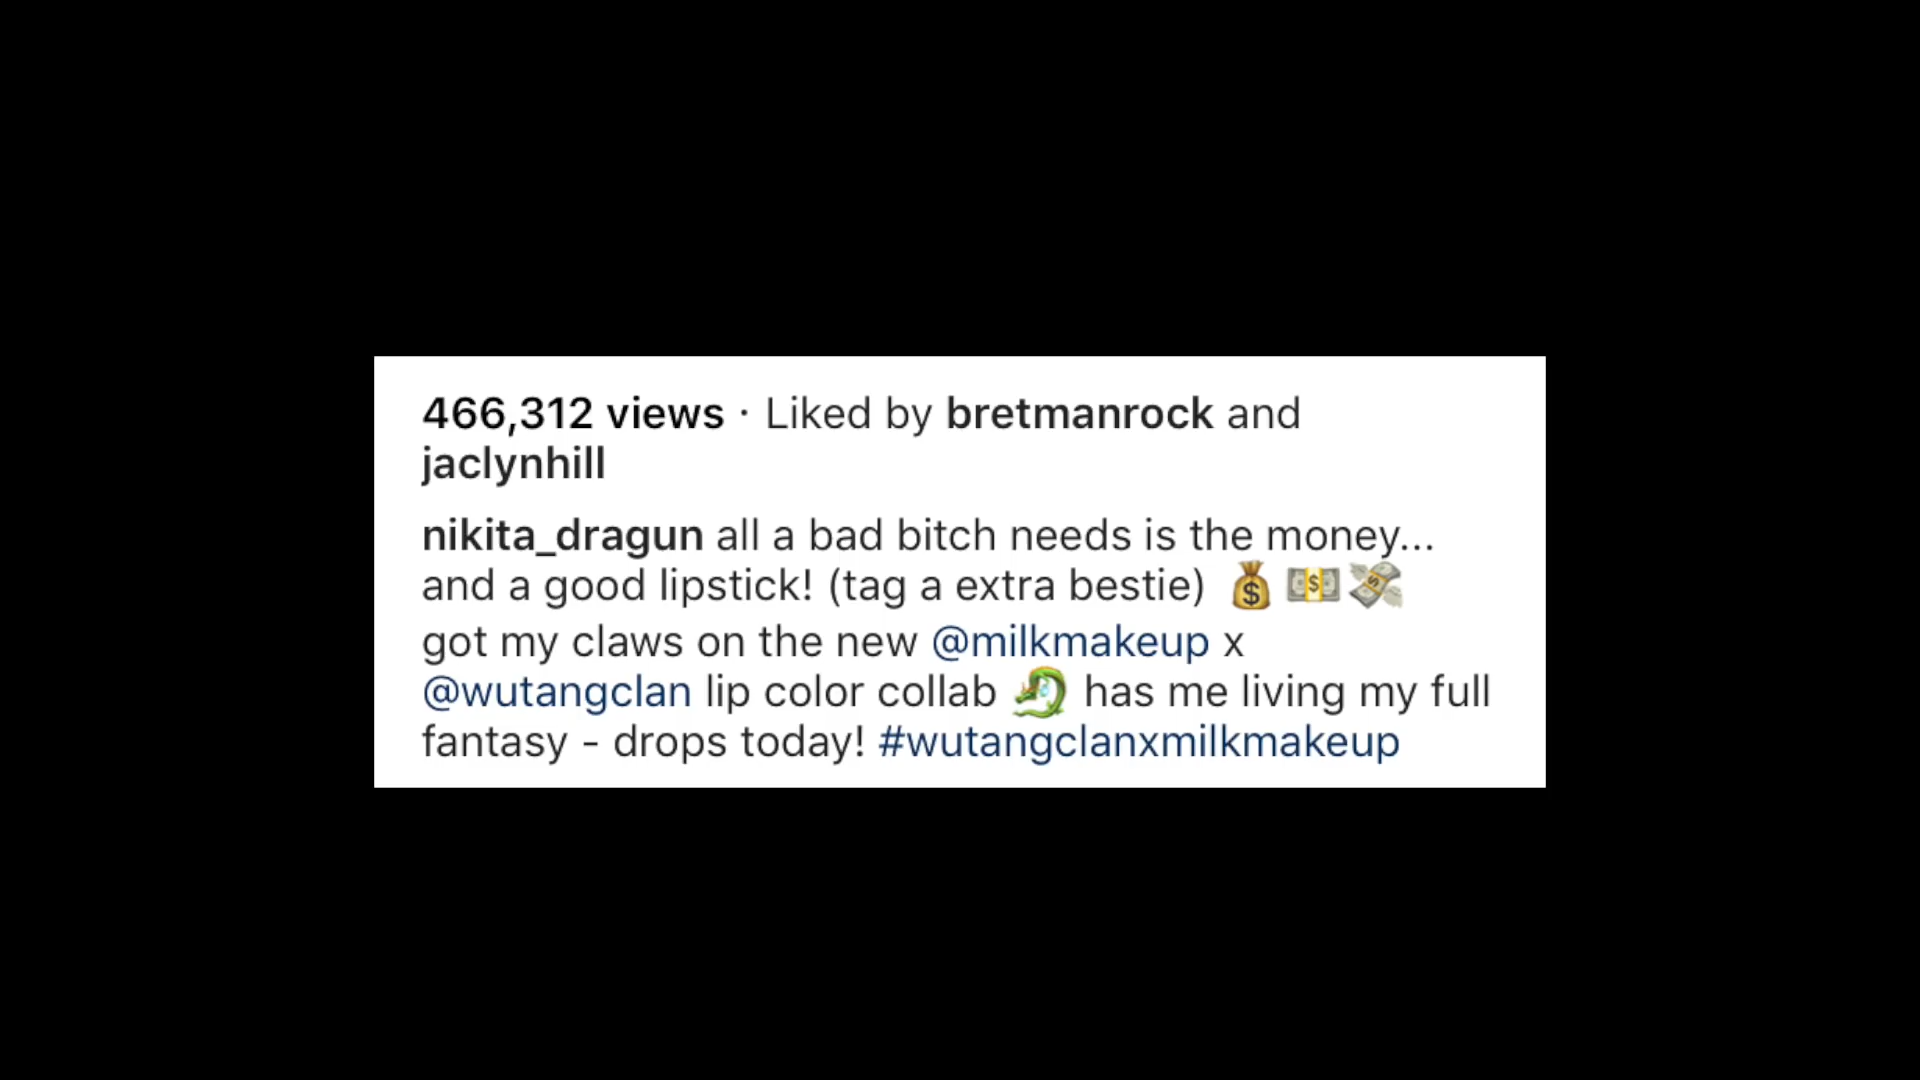 466,312 views · Liked by bretmanrock and
jaclynhill
nikita_dragun all a bad bitch needs is the money...
and a good lipstick! (tag a extra bestie) 💰💵💸
got my claws on the new @milkmakeup x
@wutangclan lip color collab 🐉 has me living my full
fantasy - drops today! #wutangclanxmilkmakeup